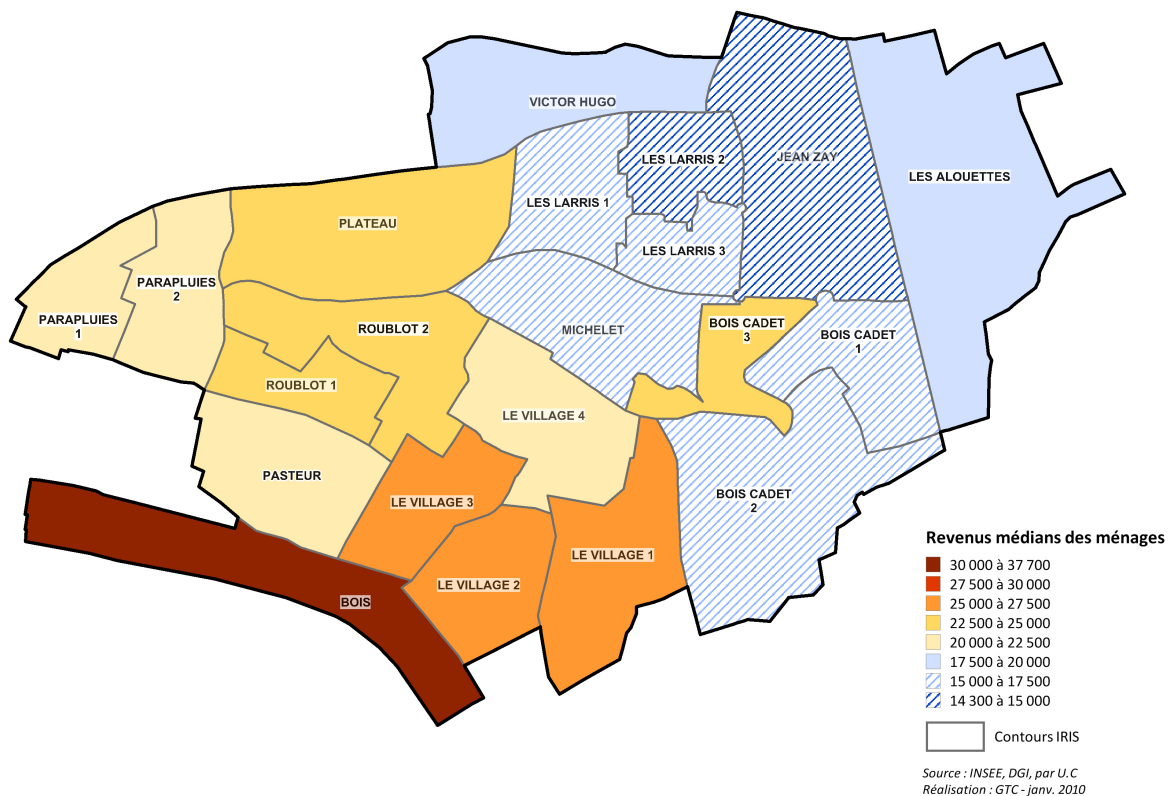 VICTOR HUGO
LES LARRIS 2
JEAN ZAY
LES ALOUETTES
LES LARRIS 1
PLATEAU
LES LARRIS 3
PARAPLUIES
2
PARAPLUIES
1
ROUBLOT 2
MICHELET
BOIS CADET
3
BOIS CADET
1
ROUBLOT 1
LE VILLAGE 4
PASTEUR
LE VILLAGE 3
BOIS CADET
2
LE VILLAGE 1
LE VILLAGE 2
BOIS
Revenus médians des ménages
30 000 à 37 700
27 500 à 30 000
25 000 à 27 500
22 500 à 25 000
20 000 à 22 500
17 500 à 20 000
15 000 à 17 500
14 300 à 15 000
Contours IRIS
Source : INSEE, DGI, par U.C
Réalisation : GTC - janv. 2010